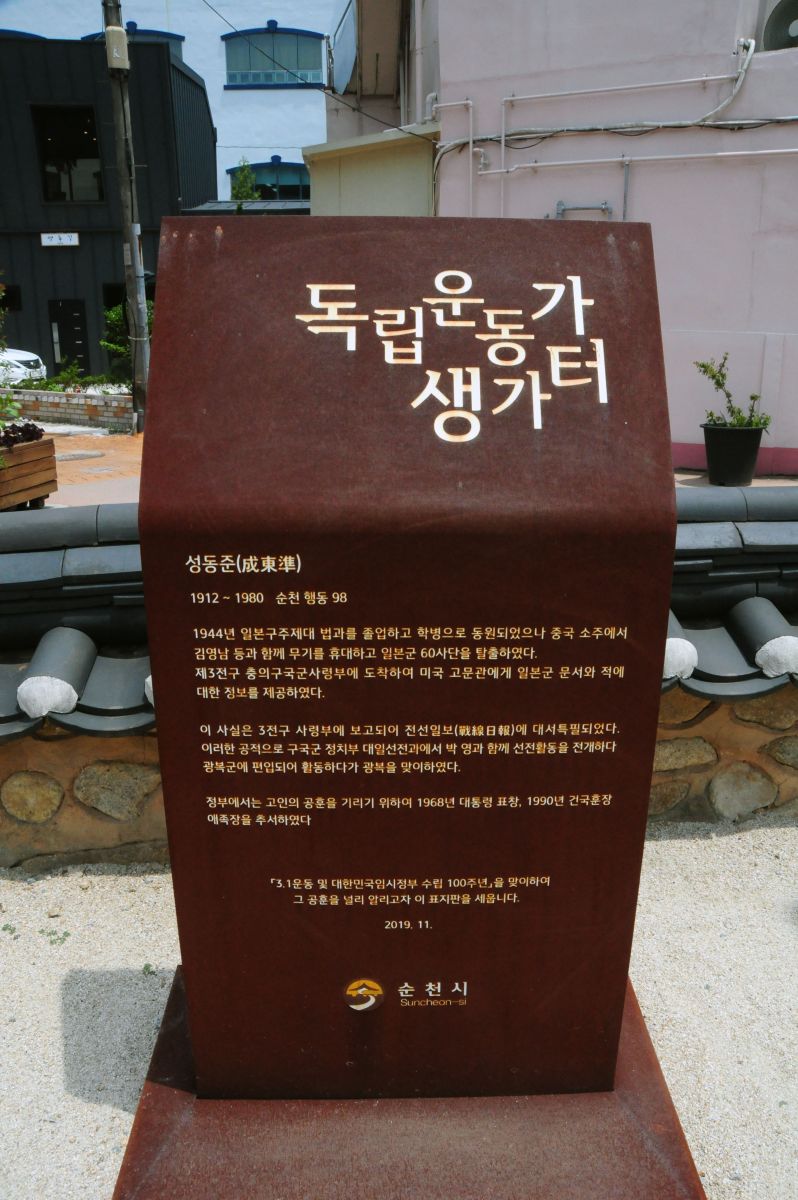 독립운동가
생가터
성동준(成東準)
1912 ~ 1980 순천 행동 98
1944년 일본구주제대 법과를 졸업하고 학병으로 동원되었으나 중국 소주에서
김영남 등과 함께 무기를 휴대하고 일본군 60사단을 탈출하였다.
제3전구 충의구국군사령부에 도착하여 미국 고문관에게 일본군 문서와 적에
대한 정보를 제공하였다.
이 사실은 3전구 사령부에 보고되어 전선일보(戰線日報)에 대서특필되었다.
이러한 공적으로 구국군 정치부 대일선전과에서 박 영과 함께 선전활동을 전개하다
광복군에 편입되어 활동하다가 광복을 맞이하였다.
정부에서는 고인의 공훈을 기리기 위하여 1968년 대통령 표창, 1990년 건국훈장
애족장을 추서하였다
「3.1운동 및 대한민국임시정부 수립 100주년」을 맞이하여
그 공훈을 널리 알리고자 이 표지판을 세웁니다.
2019. 11.
순천시
Suncheon-si